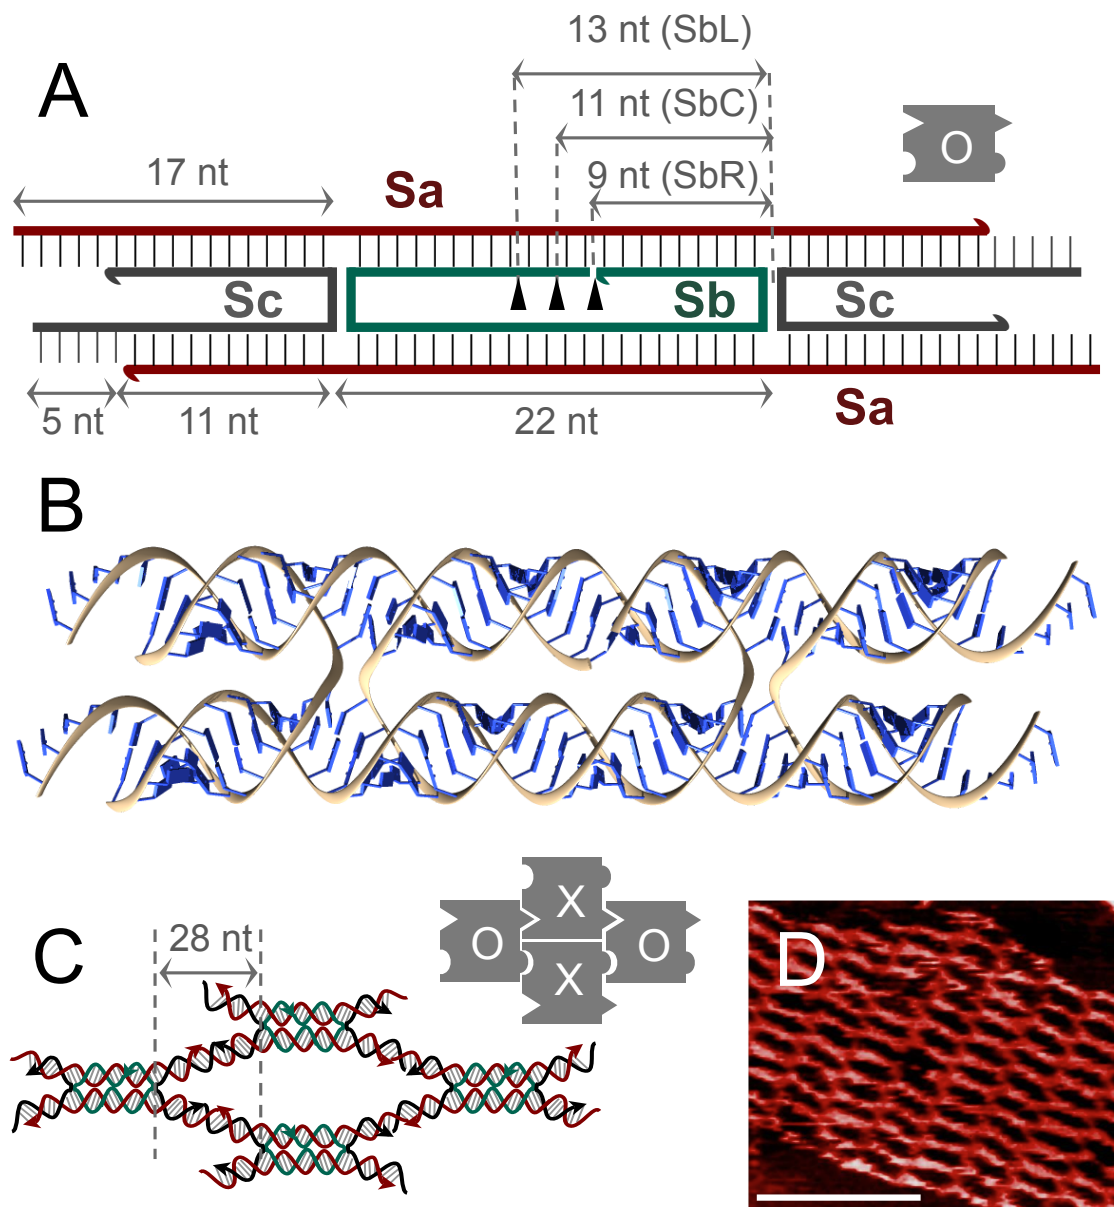 A
13 nt (SbL)
11 nt (SbC)
9 nt (SbR)
O
17 nt
Sa
Sc
Sb
Sc
5 nt
11 nt
22 nt
Sa
B
C
28 nt
X
O
O
X
D